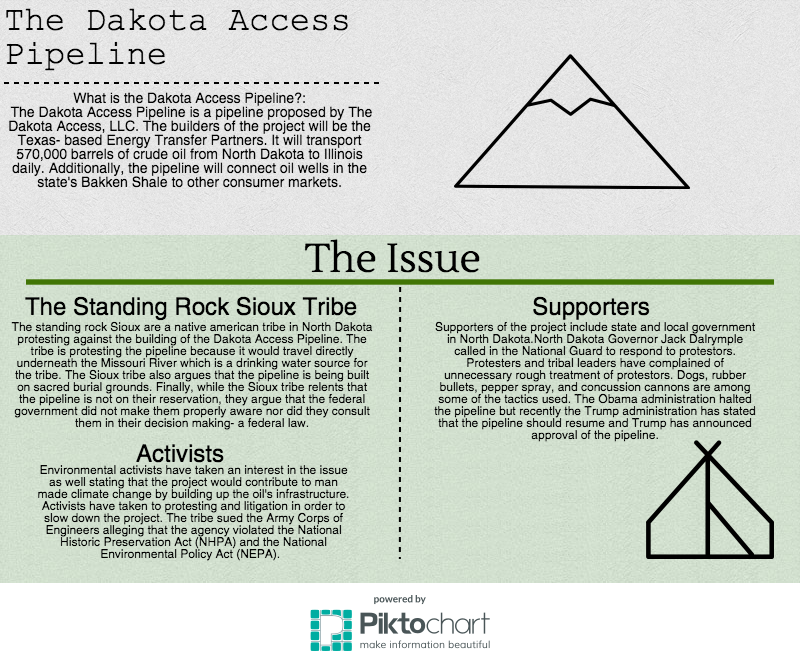 The Dakota Access
Pipeline
What is the Dakota Access Pipeline?:
The Dakota Access Pipeline is a pipeline proposed by The
Dakota Access, LLC. The builders of the project will be the
Texas- based Energy Transfer Partners. It will transport
570,000 barrels of crude oil from North Dakota to Illinois
daily. Additionally, the pipeline will connect oil wells in the
state's Bakken Shale to other consumer markets.
The Issue
The Standing Rock Sioux Tribe
The standing rock Sioux are a native american tribe in North Dakota
protesting against the building of the Dakota Access Pipeline. The
tribe is protesting the pipeline because it would travel directly
underneath the Missouri River which is a drinking water source for
the tribe. The Sioux tribe also argues that the pipeline is being built
on sacred burial grounds. Finally, while the Sioux tribe relents that
the pipeline is not on their reservation, they argue that the federal
government did not make them properly aware nor did they consult
them in their decision making- a federal law.
Activists
Environmental activists have taken an interest in the issue
as well stating that the project would contribute to man
made climate change by building up the oil's infrastructure.
Activists have taken to protesting and litigation in order to
slow down the project. The tribe sued the Army Corps of
Engineers alleging that the agency violated the National
Historic Preservation Act (NHPA) and the National
Environmental Policy Act (NEPA).
Supporters
Supporters of the project include state and local government
in North Dakota.North Dakota Governor Jack Dalrymple
called in the National Guard to respond to protestors.
Protesters and tribal leaders have complained of
unnecessary rough treatment of protestors. Dogs, rubber
bullets, pepper spray, and concussion cannons are among
some of the tactics used. The Obama administration halted
the pipeline but recently the Trump administration has stated
that the pipeline should resume and Trump has announced
approval of the pipeline.
powered by
Piktochart
make information beautiful